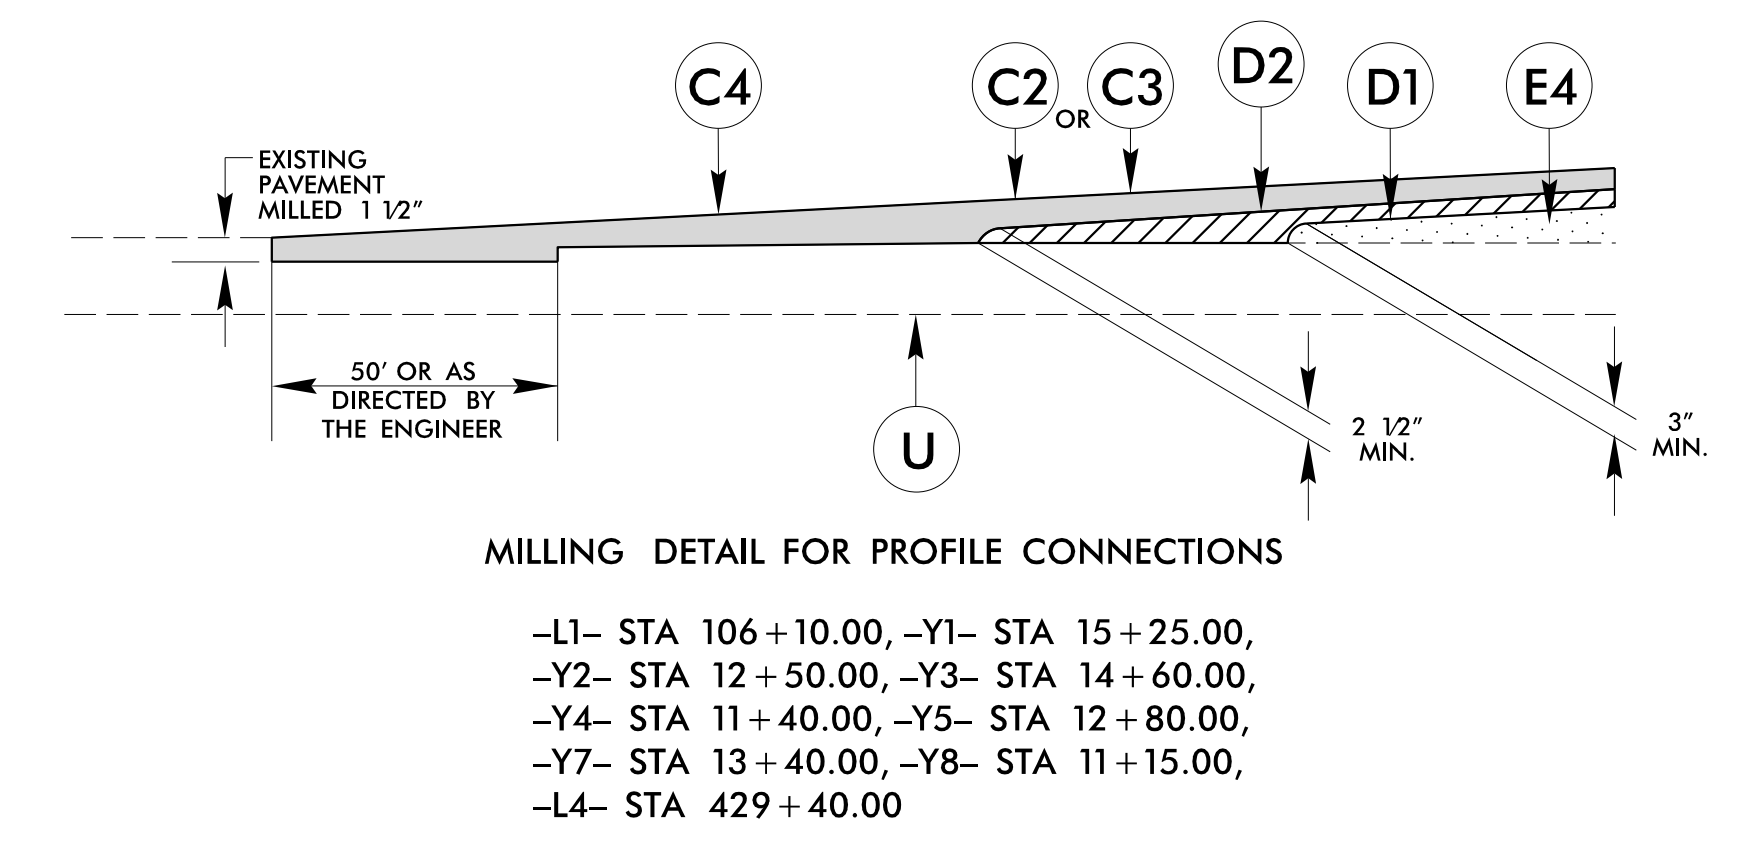 C4
C2 OR C3
D2
D1
E4
EXISTING
PAVEMENT
MILLED 1 1/2"
50' OR AS
DIRECTED BY
THE ENGINEER
U
2 1/2"
MIN.
3"
MIN.
MILLING DETAIL FOR PROFILE CONNECTIONS
–L1– STA 106+10.00, –Y1– STA 15+25.00,
–Y2– STA 12+50.00, –Y3– STA 14+60.00,
–Y4– STA 11+40.00, –Y5– STA 12+80.00,
–Y7– STA 13+40.00, –Y8– STA 11+15.00,
–L4– STA 429+40.00